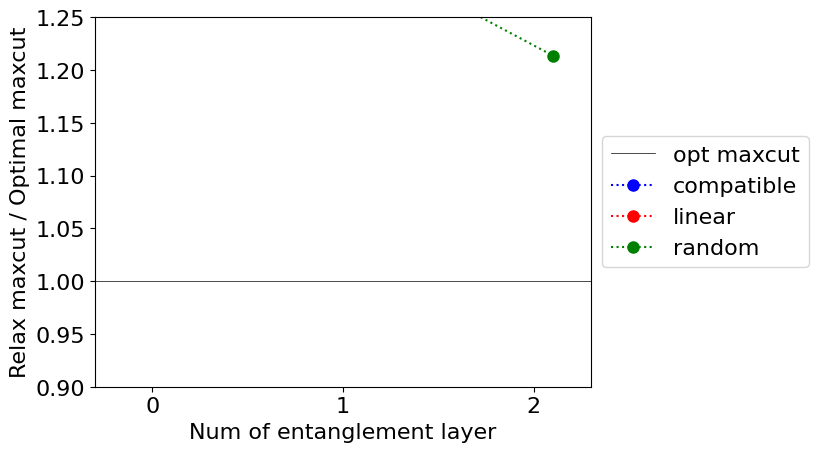 Relax maxcut / Optimal maxcut
1.25
1.20
1.15
1.10
1.05
1.00
0.95
0.90
0 1 2
Num of entanglement layer
opt maxcut
compatible
linear
random